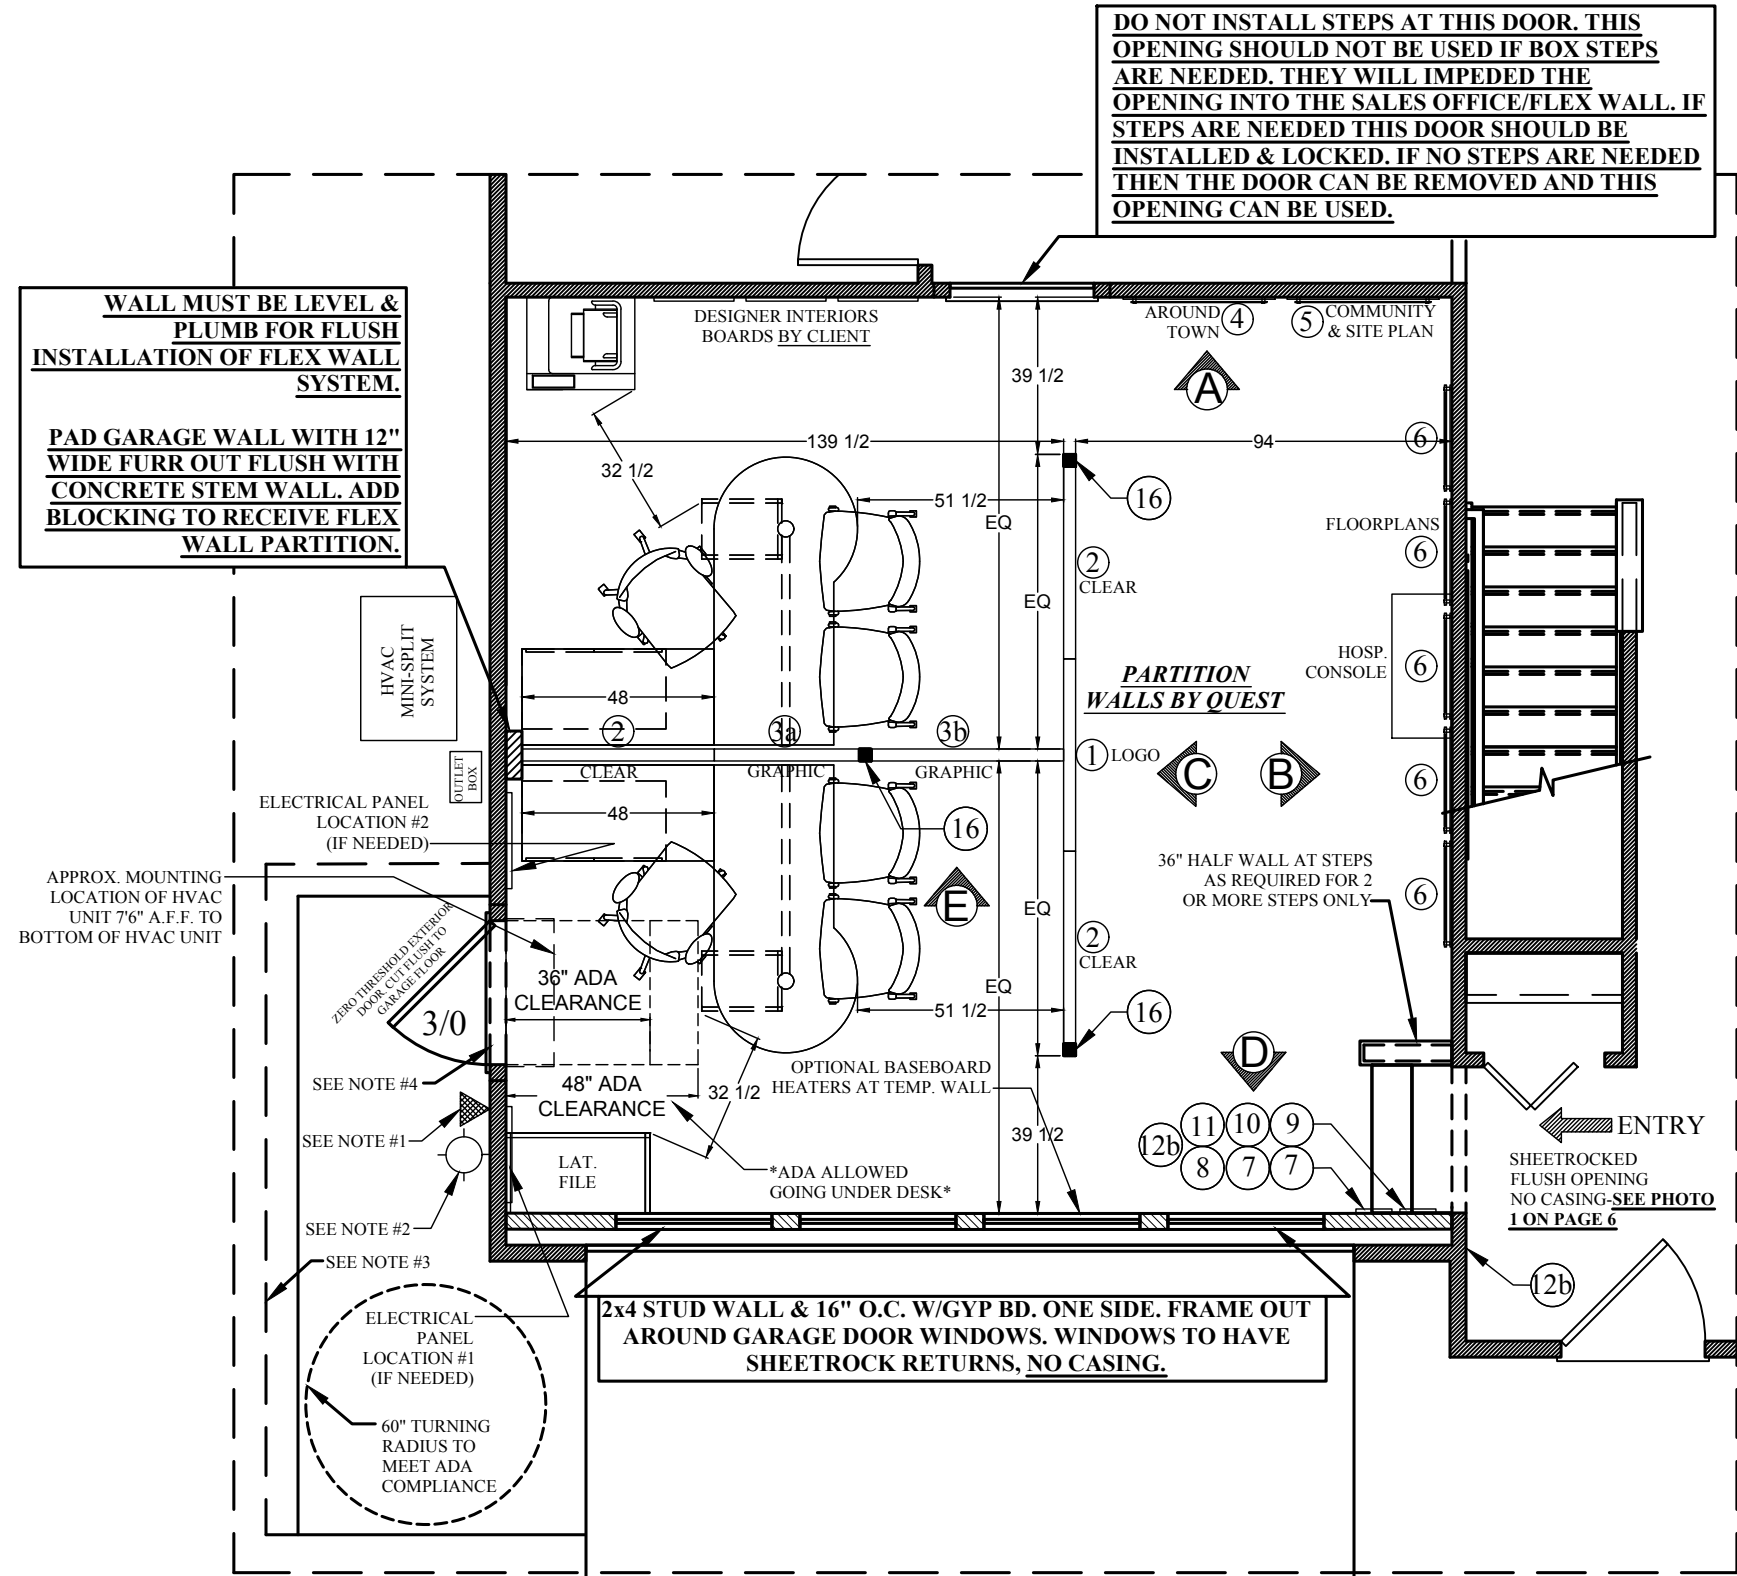 DO NOT INSTALL STEPS AT THIS DOOR. THIS
OPENING SHOULD NOT BE USED IF BOX STEPS
ARE NEEDED. THEY WILL IMPEDED THE
OPENING INTO THE SALES OFFICE/FLEX WALL. IF
STEPS ARE NEEDED THIS DOOR SHOULD BE
INSTALLED & LOCKED. IF NO STEPS ARE NEEDED
THEN THE DOOR CAN BE REMOVED AND THIS
OPENING CAN BE USED.
WALL MUST BE LEVEL &
PLUMB FOR FLUSH
INSTALLATION OF FLEX WALL
SYSTEM.
PAD GARAGE WALL WITH 12"
WIDE FURR OUT FLUSH WITH
CONCRETE STEM WALL. ADD
BLOCKING TO RECEIVE FLEX
WALL PARTITION.
DESIGNER INTERIORS
BOARDS BY CLIENT
AROUND
TOWN
4
5
COMMUNITY
& SITE PLAN
A
39 1/2
139 1/2
94
6
32 1/2
51 1/2
EQ
16
FLOORPLANS
6
2
CLEAR
EQ
HVAC
MINI-SPLIT
SYSTEM
HOSP.
CONSOLE
6
PARTITION
WALLS BY QUEST
48
2
CLEAR
3a
GRAPHIC
3b
GRAPHIC
1
LOGO
C
B
6
OUTLET
BOX
ELECTRICAL PANEL
LOCATION #2
(IF NEEDED)
48
16
36" HALF WALL AT STEPS
AS REQUIRED FOR 2
OR MORE STEPS ONLY
6
APPROX. MOUNTING
LOCATION OF HVAC
UNIT 7'6" A.F.F. TO
BOTTOM OF HVAC UNIT
E
EQ
2
CLEAR
ZERO THRESHOLD EXTERIOR
DOOR. CUT FLUSH TO
GARAGE FLOOR
3/0
36" ADA
CLEARANCE
EQ
51 1/2
16
D
SEE NOTE #4
48" ADA
CLEARANCE
32 1/2
OPTIONAL BASEBOARD
HEATERS AT TEMP. WALL
39 1/2
SEE NOTE #1
LAT.
FILE
*ADA ALLOWED
GOING UNDER DESK*
12b
11
10
9
8
7
7
ENTRY
SHEETROCKED
FLUSH OPENING
NO CASING-SEE PHOTO
1 ON PAGE 6
SEE NOTE #2
SEE NOTE #3
12b
ELECTRICAL
PANEL
LOCATION #1
(IF NEEDED)
60" TURNING
RADIUS TO
MEET ADA
COMPLIANCE
2x4 STUD WALL & 16" O.C. W/GYP BD. ONE SIDE. FRAME OUT
AROUND GARAGE DOOR WINDOWS. WINDOWS TO HAVE
SHEETROCK RETURNS, NO CASING.